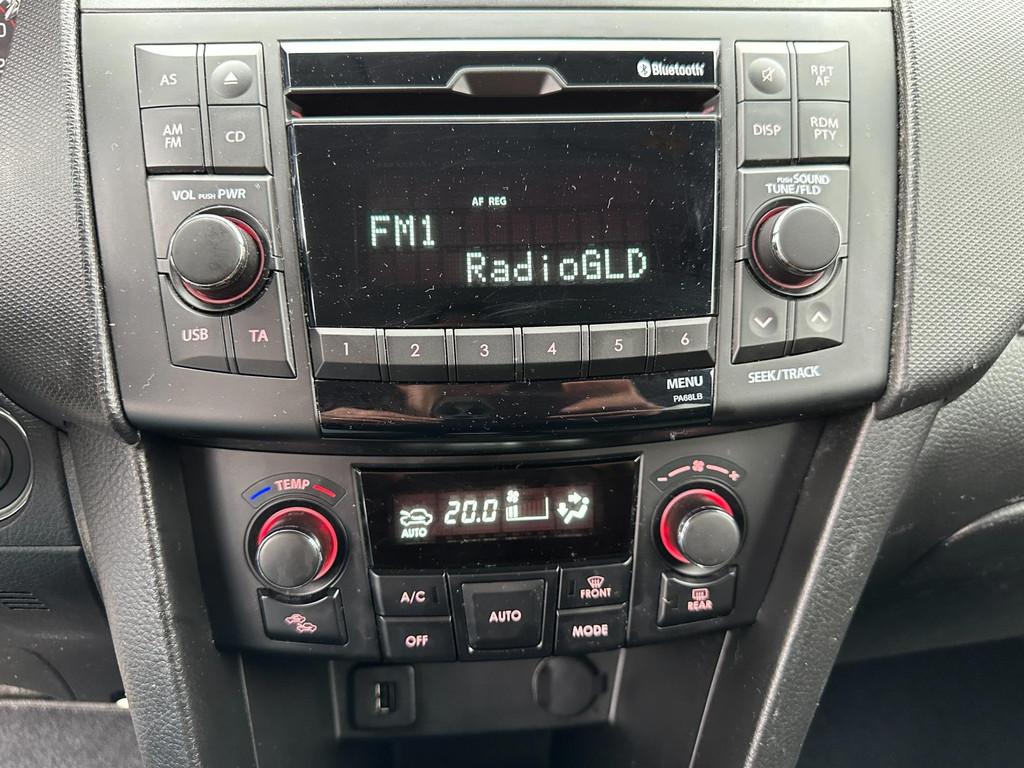 Bluetooth
AS
RPT
AF
AM
FM
CD
DISP
RDM
PTY
VOL PUSH PWR
PUSH SOUND
TUNE/FLD
AF REG
FM1
RadioGLD
USB
TA
1
2
3
4
5
6
MENU
PA68LB
SEEK/TRACK
TEMP
20.0
AUTO
A/C
AUTO
FRONT
REAR
OFF
MODE